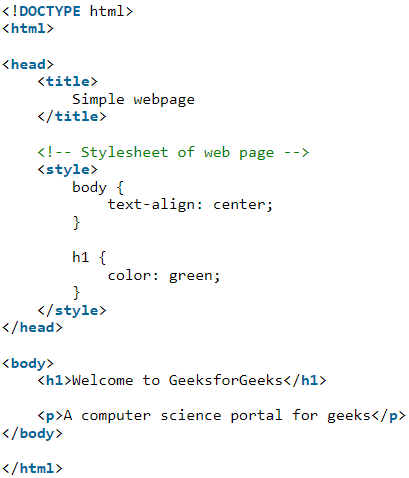 <!DOCTYPE html>
<html>
<head>
<title>
Simple webpage
</title>
<!-- Stylesheet of web page -->
<style>
body {
text-align: center;
}
h1 {
color: green;
}
</style>
</head>
<body>
<h1>Welcome to GeeksforGeeks</h1>
<p>A computer science portal for geeks</p>
</body>
</html>